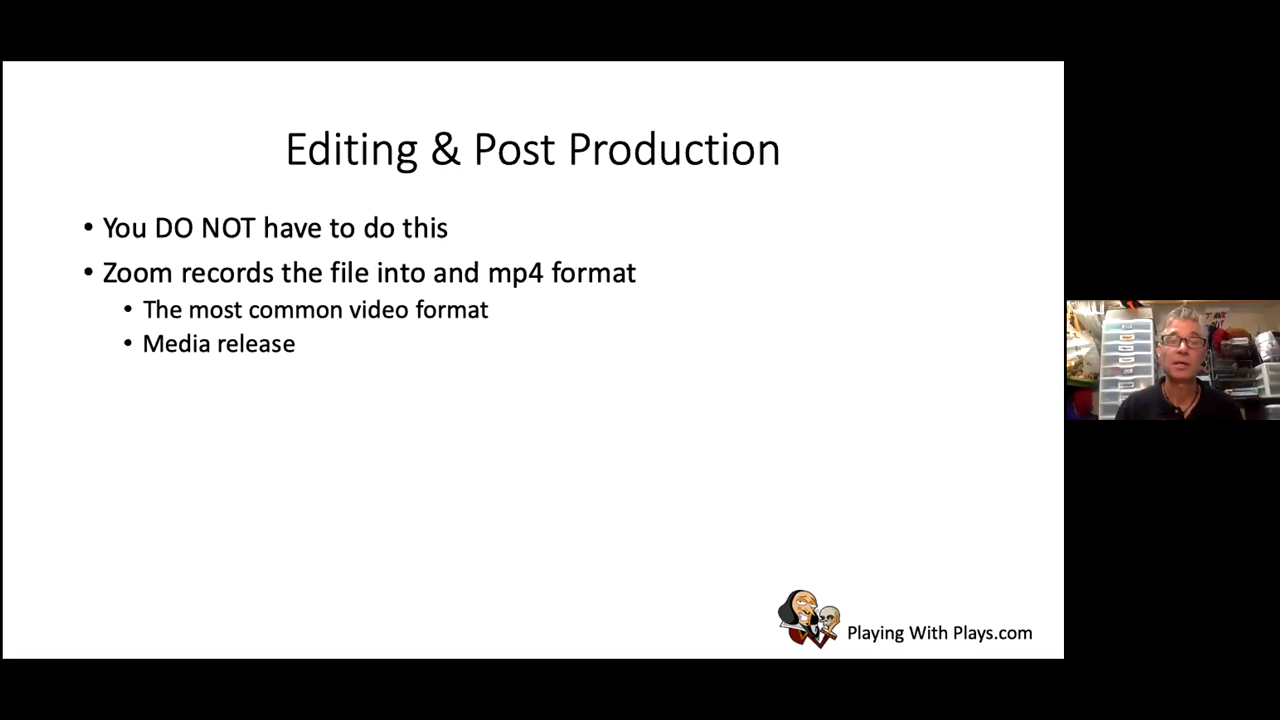 Editing & Post Production
• You DO NOT have to do this
• Zoom records the file into and mp4 format
• The most common video format
• Media release
Playing With Plays.com